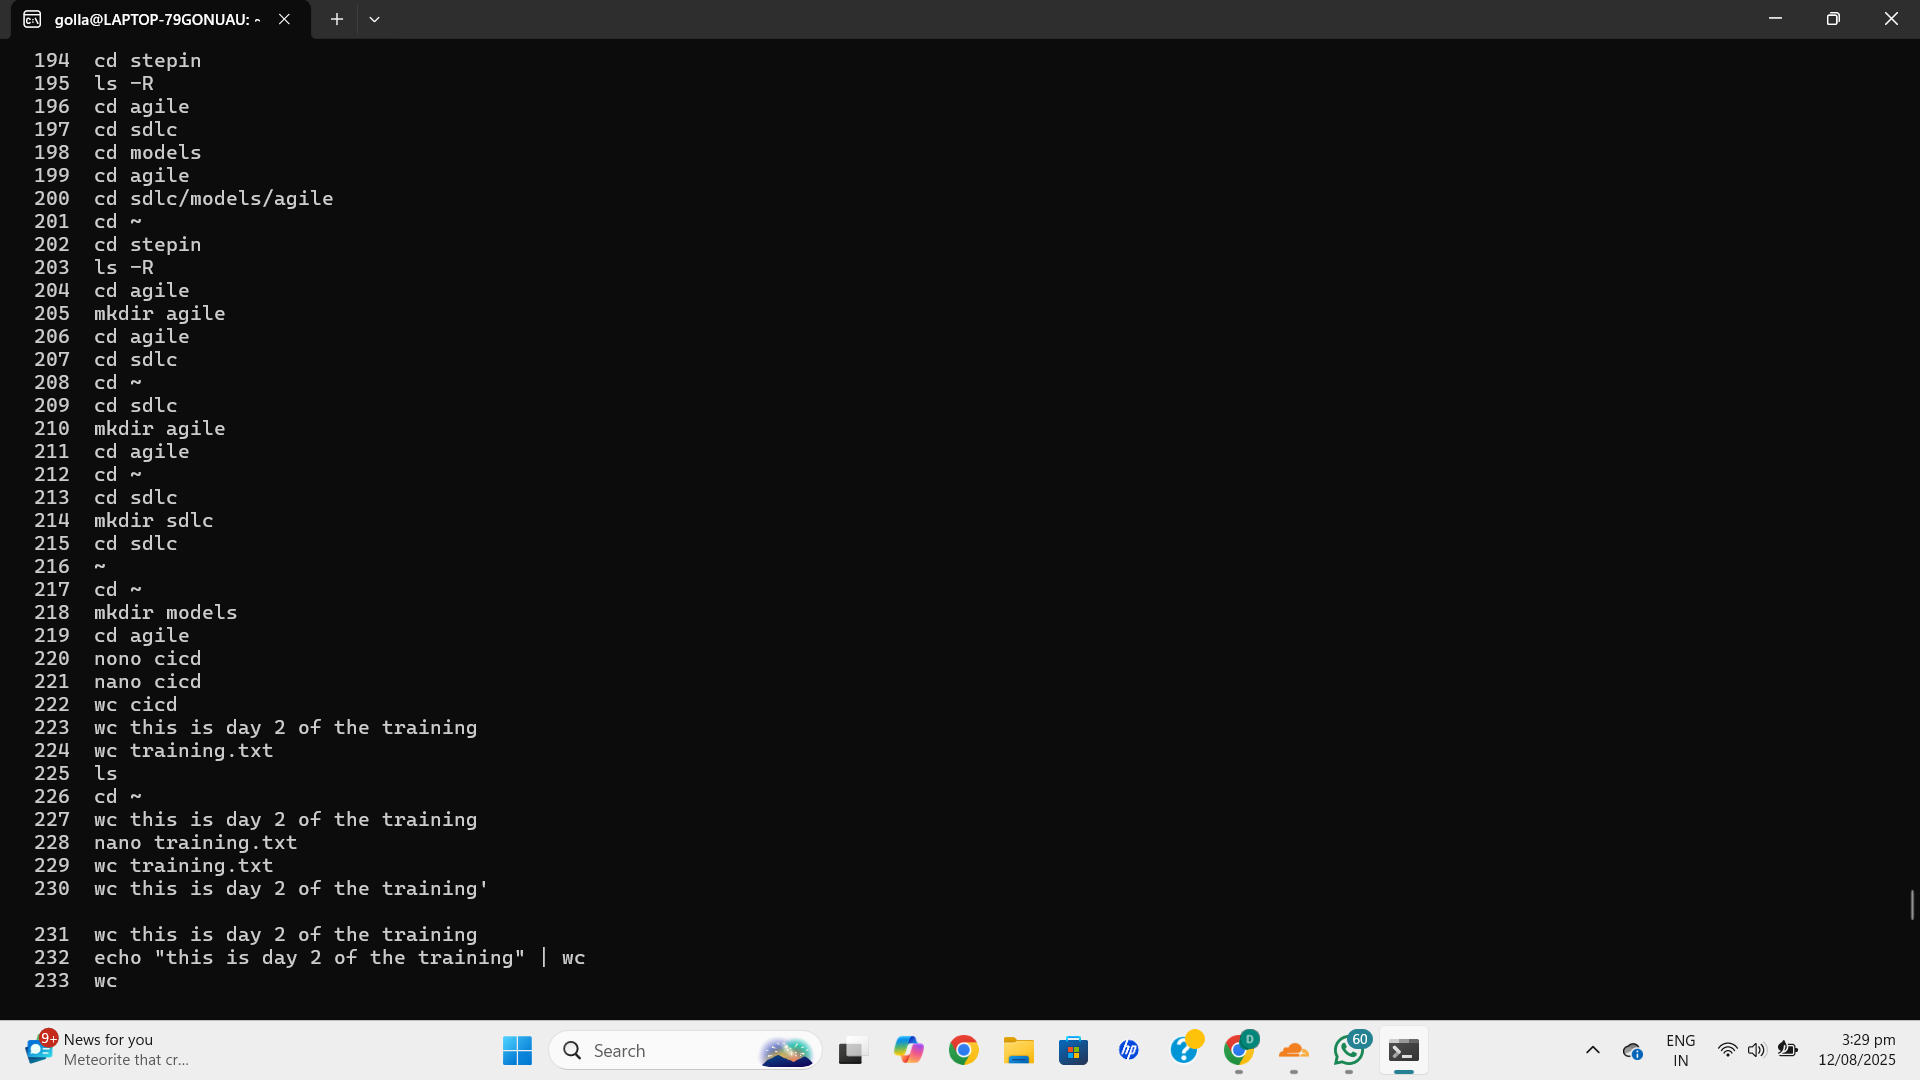 golla@LAPTOP-79GONUAU: ~
194 cd stepin
195 ls -R
196 cd agile
197 cd sdlc
198 cd models
199 cd agile
200 cd sdlc/models/agile
201 cd ~
202 cd stepin
203 ls -R
204 cd agile
205 mkdir agile
206 cd agile
207 cd sdlc
208 cd ~
209 cd sdlc
210 mkdir agile
211 cd agile
212 cd ~
213 cd sdlc
214 mkdir sdlc
215 cd sdlc
216 ~
217 cd ~
218 mkdir models
219 cd agile
220 nono cicd
221 nano cicd
222 wc cicd
223 wc this is day 2 of the training
224 wc training.txt
225 ls
226 cd ~
227 wc this is day 2 of the training
228 nano training.txt
229 wc training.txt
230 wc this is day 2 of the training'
231 wc this is day 2 of the training
232 echo "this is day 2 of the training" | wc
233 wc
9+
News for you
Meteorite that cr...
Search
hp
D
60
ENG
IN
3:29 pm
12/08/2025